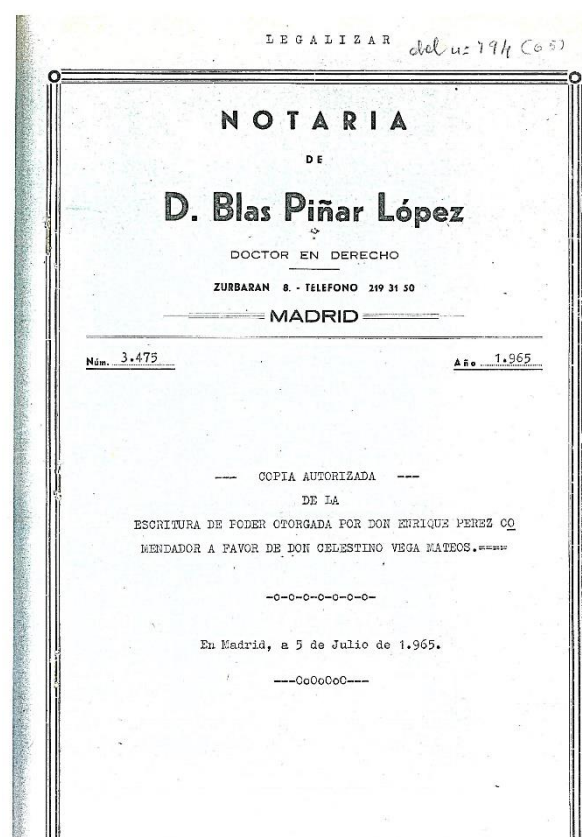 LEGALIZAR
NOTARIA
DE
D. Blas Piñar López
DOCTOR EN DERECHO
ZURBARAN 8. - TELEFONO 219 31 50
MADRID
Núm. 3.475
Año 1.965
--- COPIA AUTORIZADA ---
DE LA
ESCRITURA DE PODER OTORGADA POR DON ENRIQUE PEREZ CO
MENDADOR A FAVOR DE DON CELESTINO VEGA MATEOS.====
-o-o-o-o-o-o-o-
En Madrid, a 5 de Julio de 1.965.
---OoOoOoO---